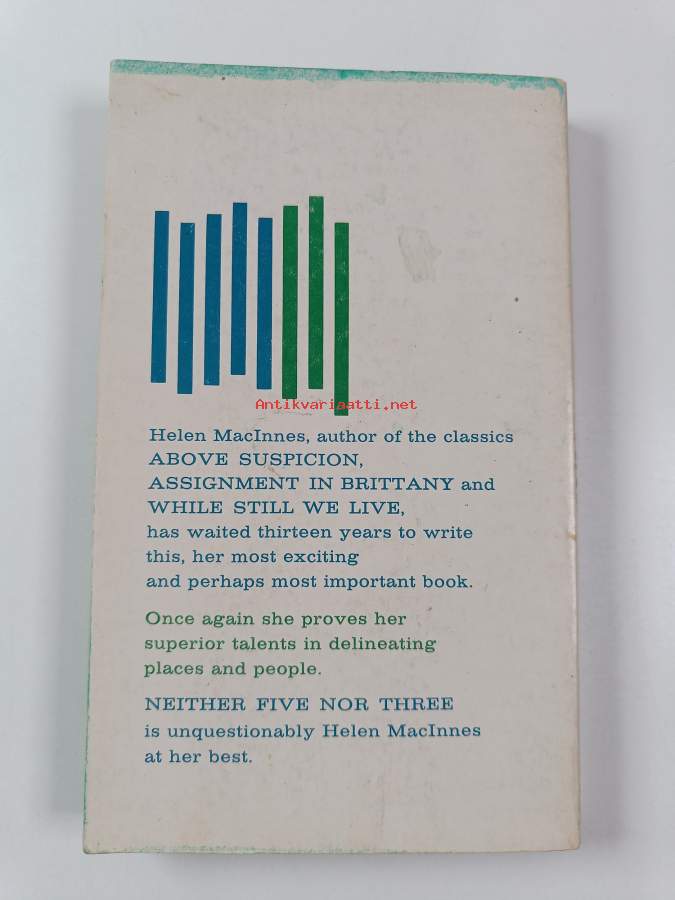 Antikvariaatti.net
Helen MacInnes, author of the classics
ABOVE SUSPICION,
ASSIGNMENT IN BRITTANY and
WHILE STILL WE LIVE,
has waited thirteen years to write
this, her most exciting
and perhaps most important book.
Once again she proves her
superior talents in delineating
places and people.
NEITHER FIVE NOR THREE
is unquestionably Helen MacInnes
at her best.